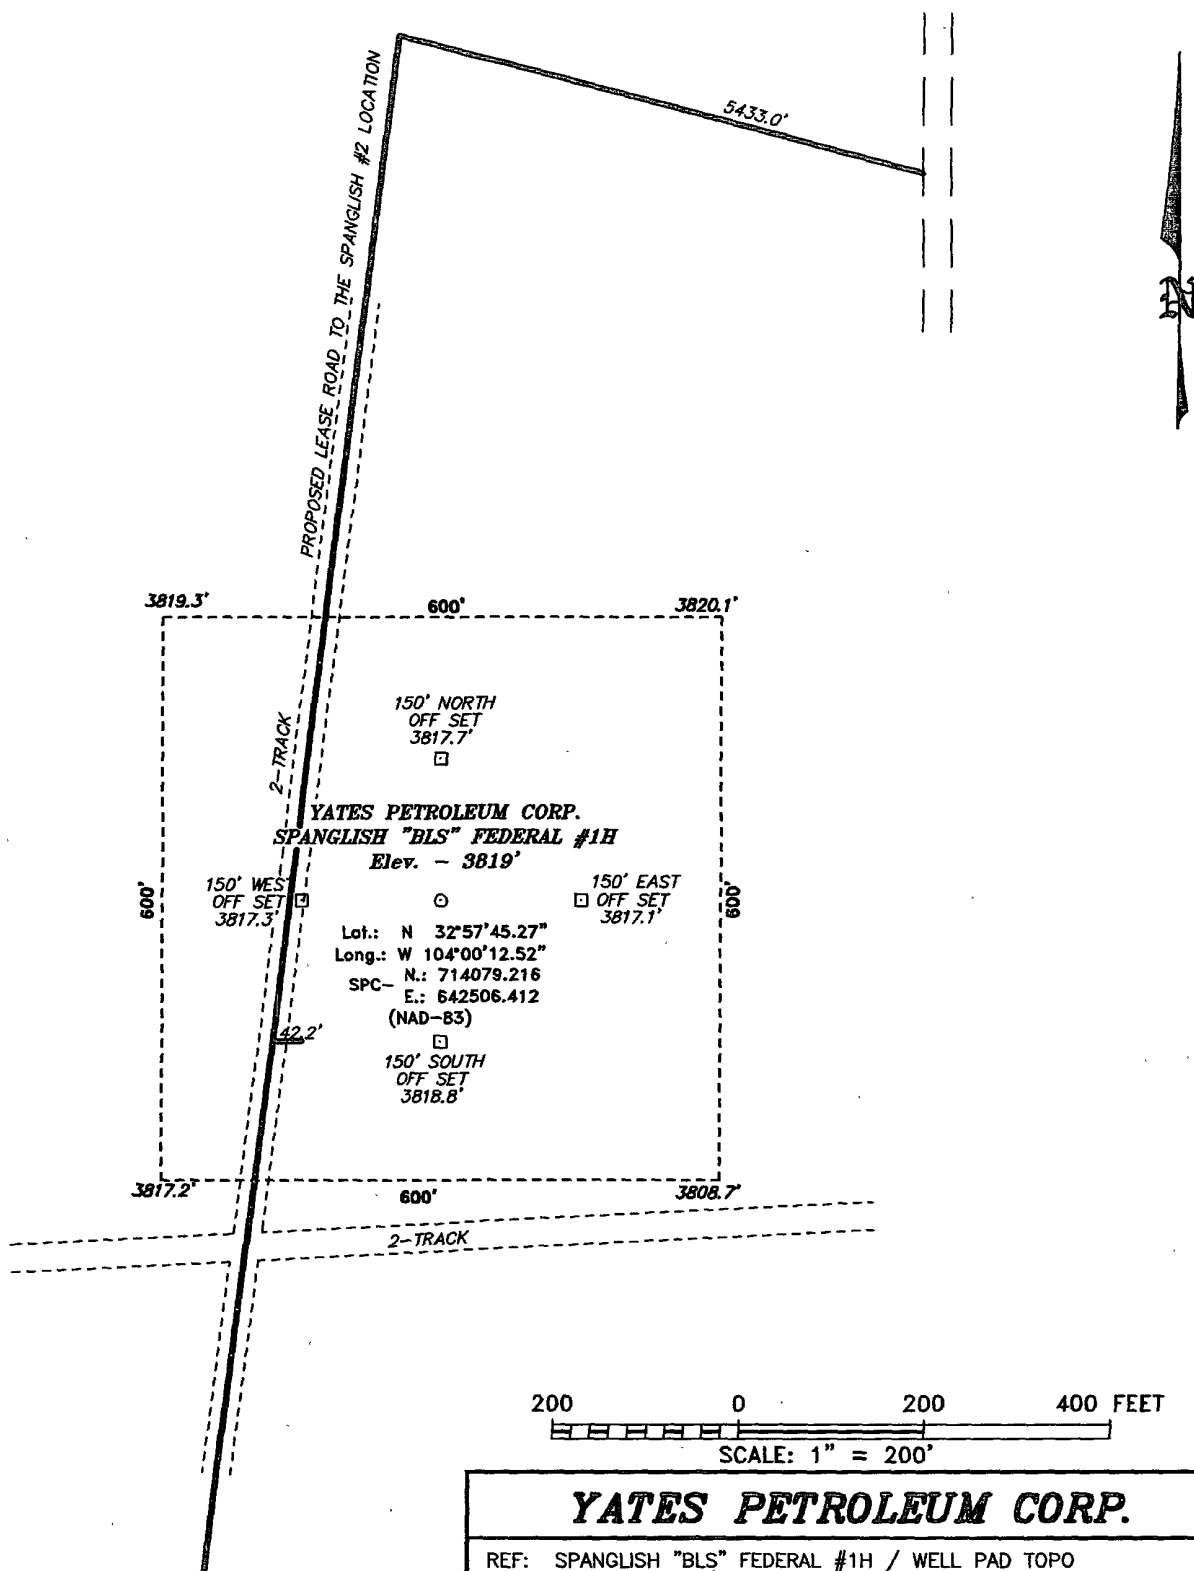 5433.0'
PROPOSED LEASE ROAD TO THE SPANGLISH #2 LOCATION
N
3819.3'
600'
3820.1'
150' NORTH
OFF SET
3817.7'
2-TRACK
YATES PETROLEUM CORP.
SPANGLISH "BLS" FEDERAL #1H
Elev. - 3819'
600'
150' WEST
OFF SET
3817.3'
150' EAST
OFF SET
3817.1'
600'
Lat.: N 32°57'45.27"
Long.: W 104°00'12.52"
SPC- N.: 714079.216
E.: 642506.412
(NAD-83)
42.2'
150' SOUTH
OFF SET
3818.8'
3817.2'
600'
3808.7'
2-TRACK
200 0 200 400 FEET
SCALE: 1" = 200'
YATES PETROLEUM CORP.
REF: SPANGLISH "BLS" FEDERAL #1H / WELL PAD TOPO